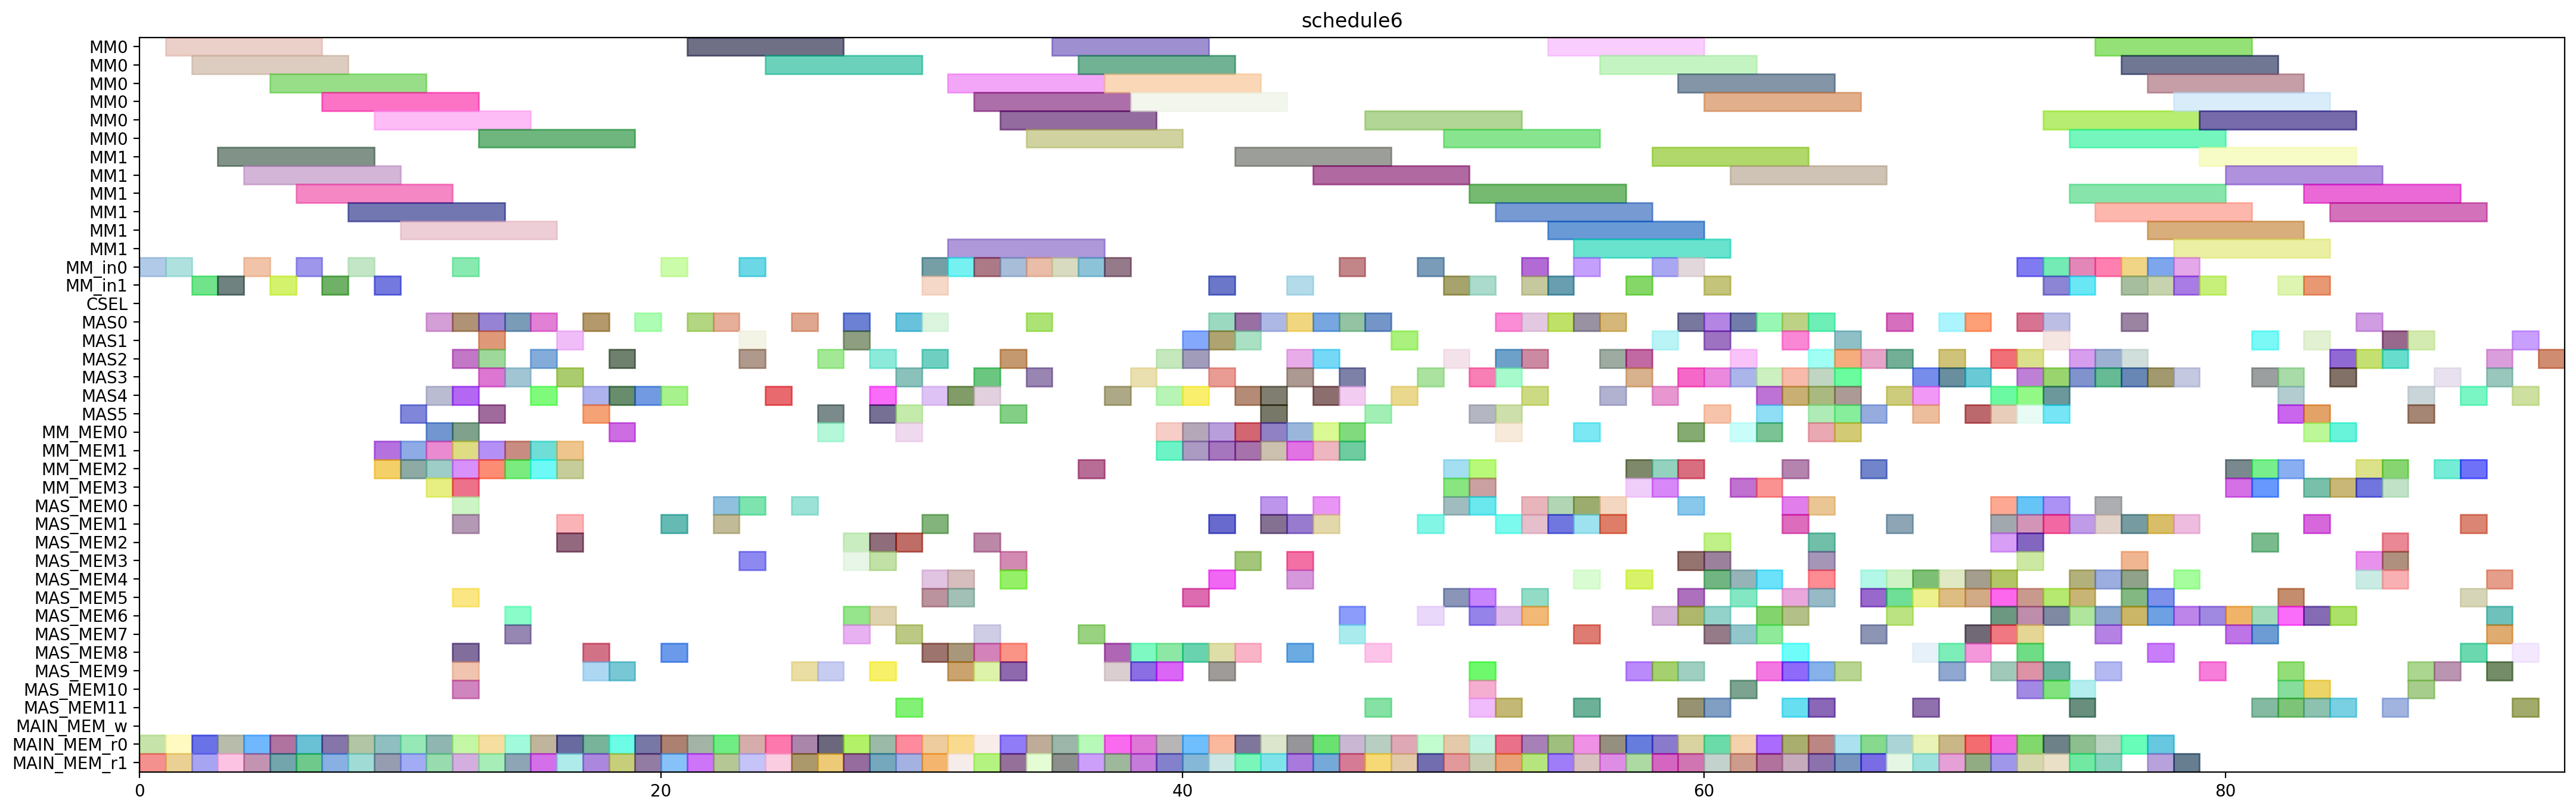 schedule6
MM0
MM0
MM0
MM0
MM0
MM0
MM1
MM1
MM1
MM1
MM1
MM1
MM_in0
MM_in1
CSEL
MAS0
MAS1
MAS2
MAS3
MAS4
MAS5
MM_MEM0
MM_MEM1
MM_MEM2
MM_MEM3
MAS_MEM0
MAS_MEM1
MAS_MEM2
MAS_MEM3
MAS_MEM4
MAS_MEM5
MAS_MEM6
MAS_MEM7
MAS_MEM8
MAS_MEM9
MAS_MEM10
MAS_MEM11
MAIN_MEM_w
MAIN_MEM_r0
MAIN_MEM_r1
0 20 40 60 80